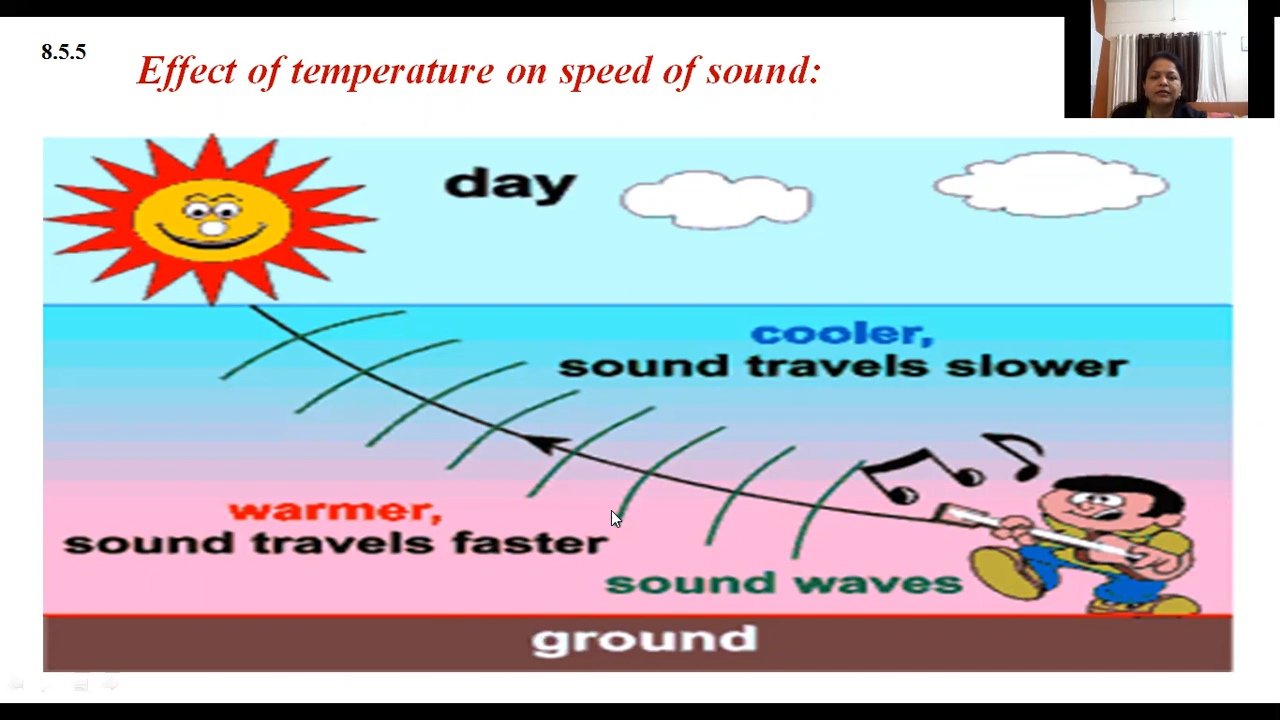 8.5.5
Effect of temperature on speed of sound:
day
cooler,
sound travels slower
warmer,
sound travels faster
sound waves
ground